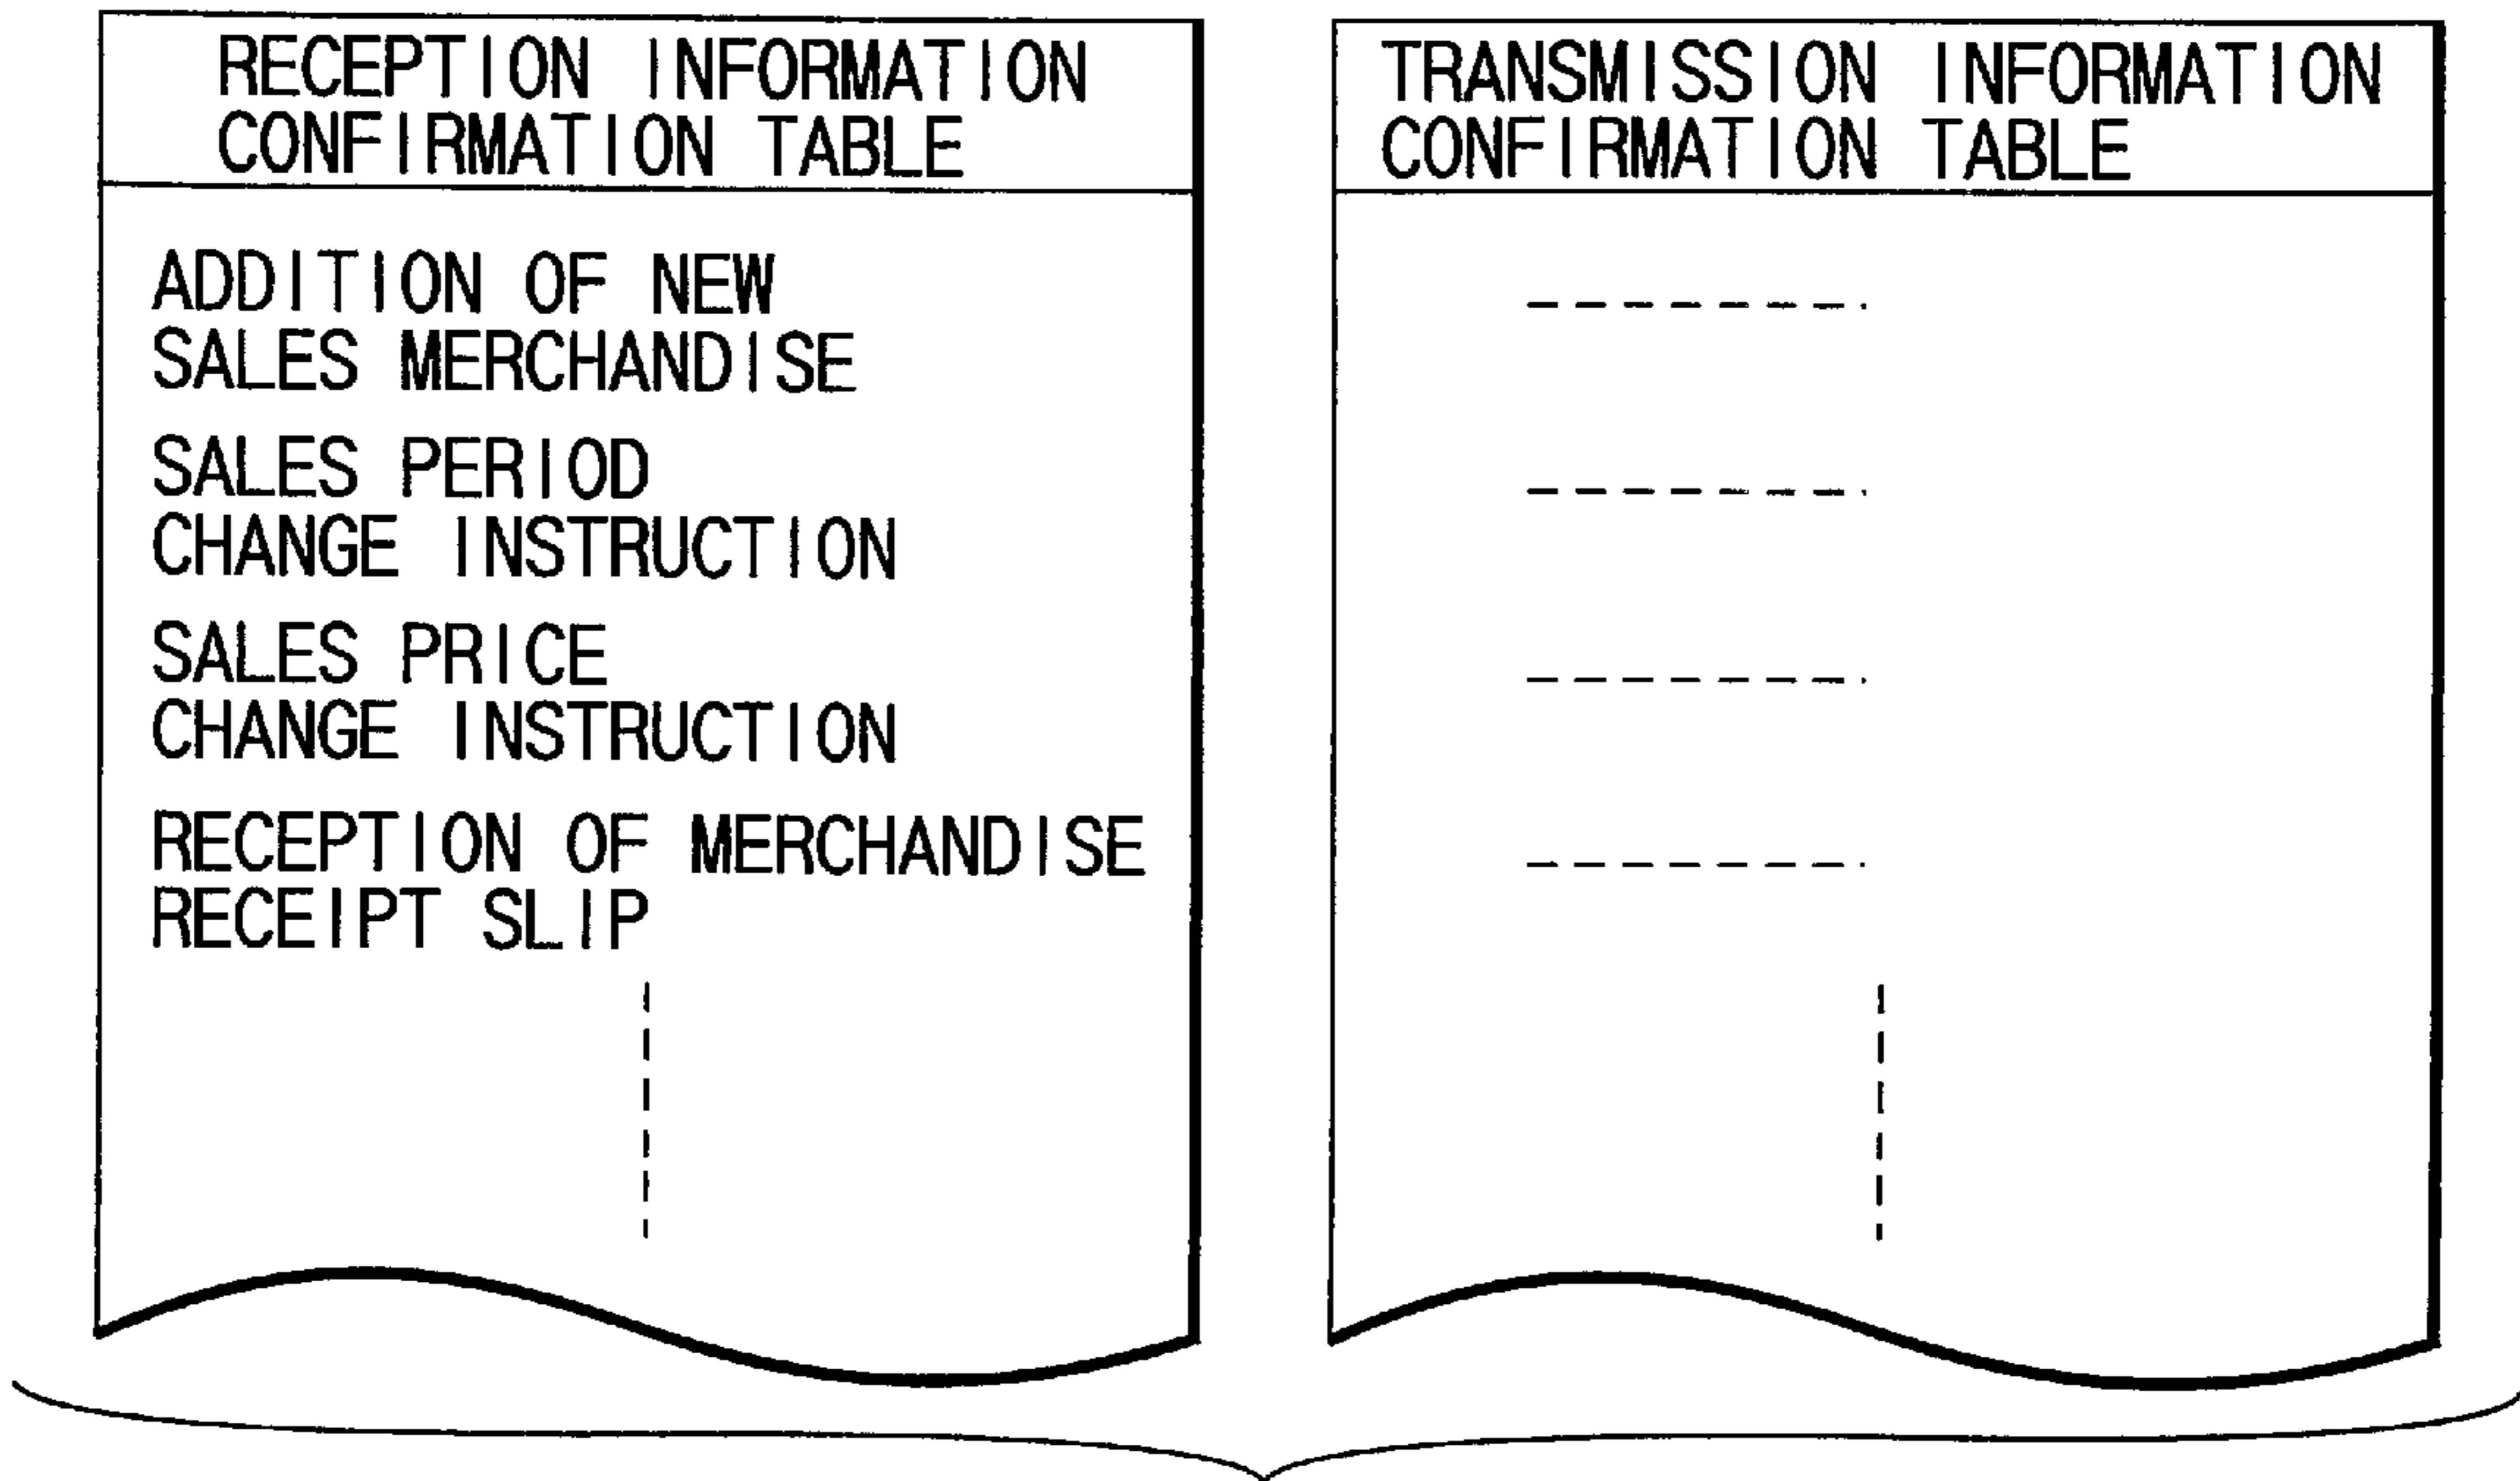 RECEPTION INFORMATION
CONFIRMATION TABLE
ADDITION OF NEW
SALES MERCHANDISE
SALES PERIOD
CHANGE INSTRUCTION
SALES PRICE
CHANGE INSTRUCTION
RECEPTION OF MERCHANDISE
RECEIPT SLIP
TRANSMISSION INFORMATION
CONFIRMATION TABLE